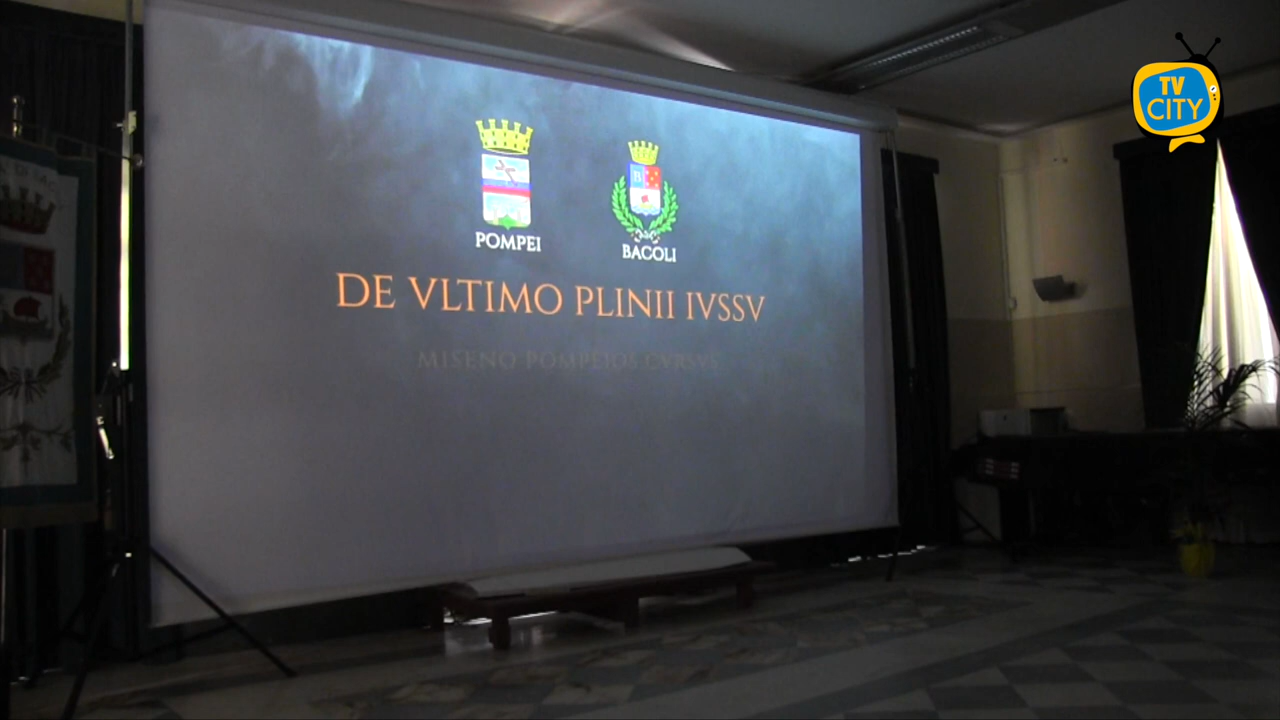 TV
CITY
POMPEI
BACOLI
DE VLTIMO PLINII IVSSV
MISENO POMPEIOS CVRSVS